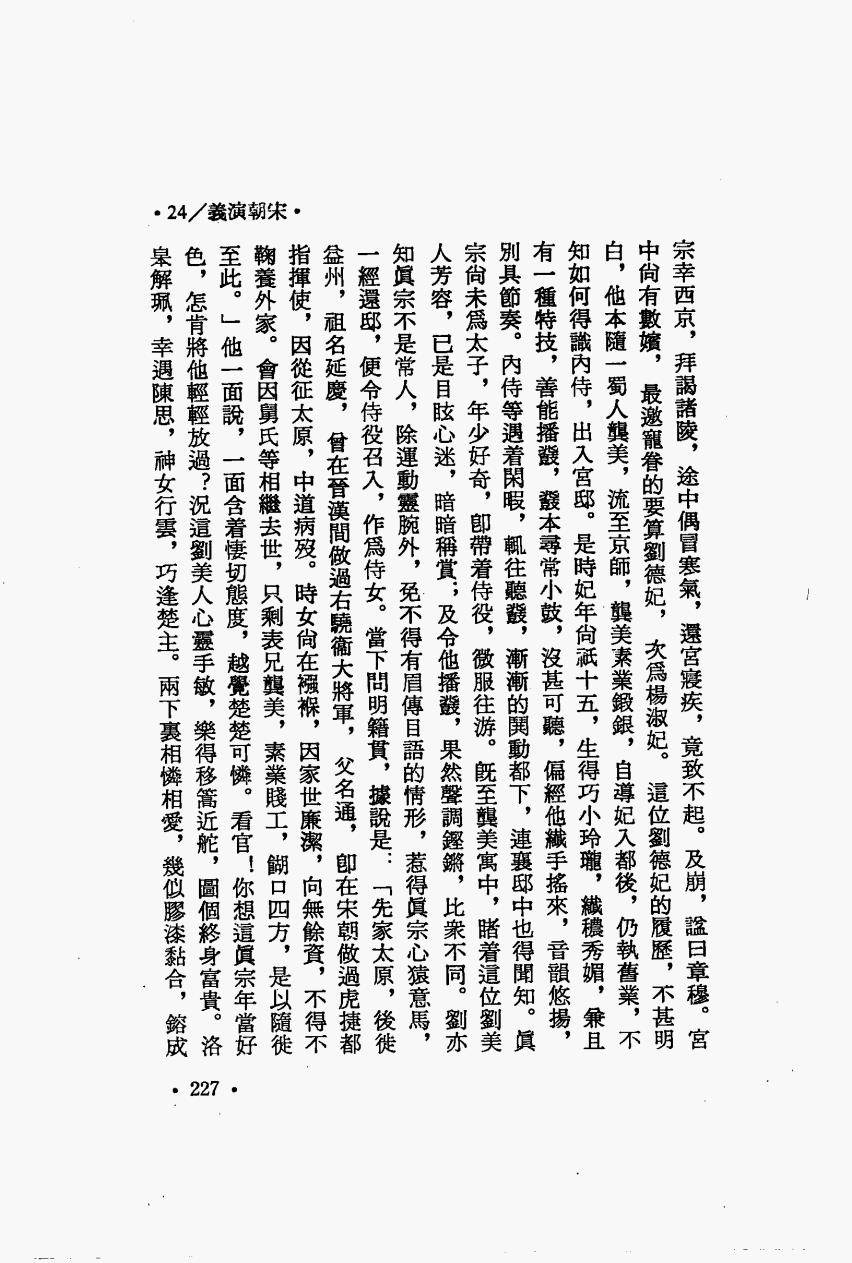 •24／義演朝宋•
宗幸西京，拜謁諸陵，途中偶冒寒氣，還宮寢疾，竟致不起。及崩，諡曰章穆。宮
中尙有數嬪，最邀寵眷的要算劉德妃，次爲楊淑妃。這位劉德妃的履歷，不甚明
白，他本隨一蜀人龔美，流至京師，龔美素業鍛銀，自導妃入都後，仍執舊業，不
知如何得識內侍，出入宮邸。是時妃年尙祇十五，生得巧小玲瓏，纖穠秀媚，兼且
有一種特技，善能播鼗，鼗本尋常小鼓，沒甚可聽，偏經他纖手搖來，音韻悠揚，
別具節奏。內侍等遇着閑暇，輒往聽鼗，漸漸的鬨動都下，連襄邸中也得聞知。眞
宗尙未爲太子，年少好奇，卽帶着侍役，微服往游。旣至龔美寓中，睹着這位劉美
人芳容，已是目眩心迷，暗暗稱賞；及令他播鼗，果然聲調鏗鏘，比衆不同。劉亦
知眞宗不是常人，除運動靈腕外，免不得有眉傳目語的情形，惹得眞宗心猿意馬，
一經還邸，便令侍役召入，作爲侍女。當下問明籍貫，據說是：「先家太原，後徙
益州，祖名延慶，曾在晉漢間做過右驍衞大將軍，父名通，卽在宋朝做過虎捷都
指揮使，因從征太原，中道病歿。時女尙在襁褓，因家世廉潔，向無餘資，不得不
鞠養外家。會因舅氏等相繼去世，只剩表兄龔美，素業賤工，餬口四方，是以隨徙
至此。」他一面說，一面含着悽切態度，越覺楚楚可憐。看官！你想這眞宗年當好
色，怎肯將他輕輕放過？況這劉美人心靈手敏，樂得移篙近舵，圖個終身富貴。洛
皋解珮，幸遇陳思，神女行雲，巧逢楚主。兩下裏相憐相愛，幾似膠漆黏合，鎔成
•227•